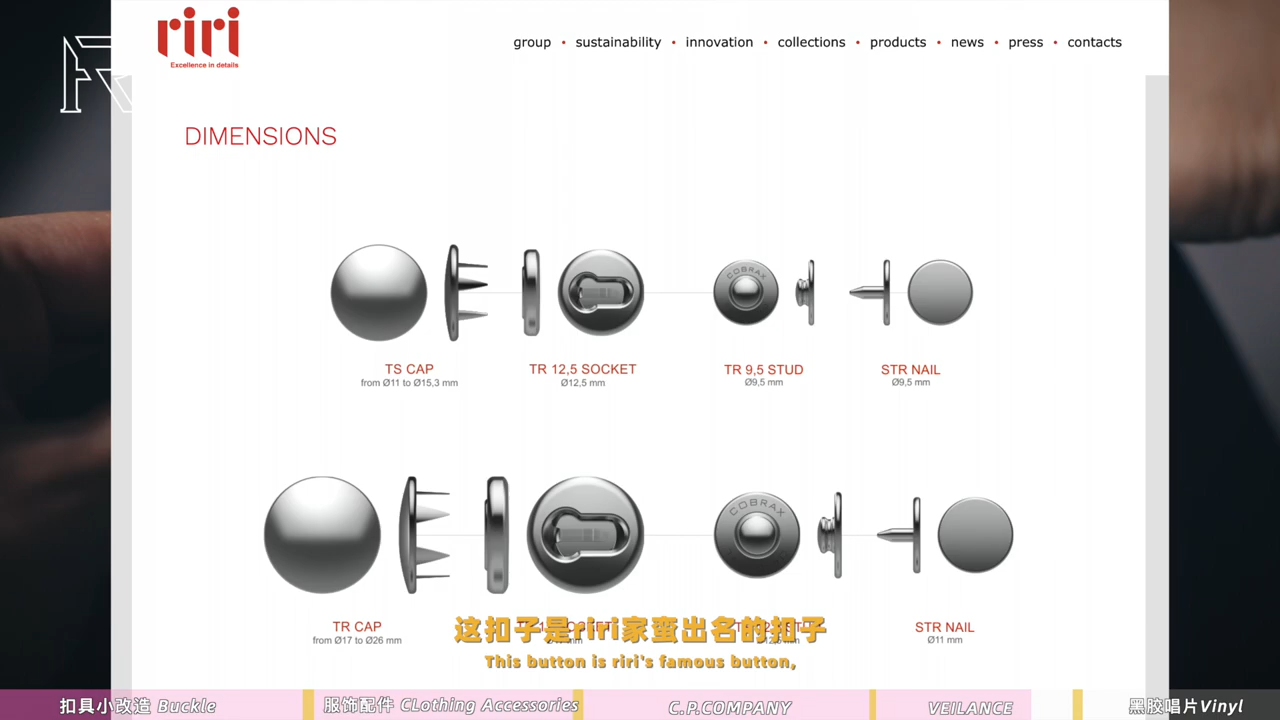 riri
Excellence in details
group • sustainability • innovation • collections • products • news • press • contacts
DIMENSIONS
COBRAX
TS CAP
from Ø11 to Ø15,3 mm
TR 12,5 SOCKET
Ø12,5 mm
TR 9,5 STUD
Ø9,5 mm
STR NAIL
Ø9,5 mm
COBRAX
TR CAP
from Ø17 to Ø26 mm
STR NAIL
Ø11 mm
这扣子是riri家蛮出名的扣子
This button is riri's famous button,
扣具小改造 Buckle
服饰配件 CLothing Accessories
C.P.COMPANY
VEILANCE
黑胶唱片Vinyl